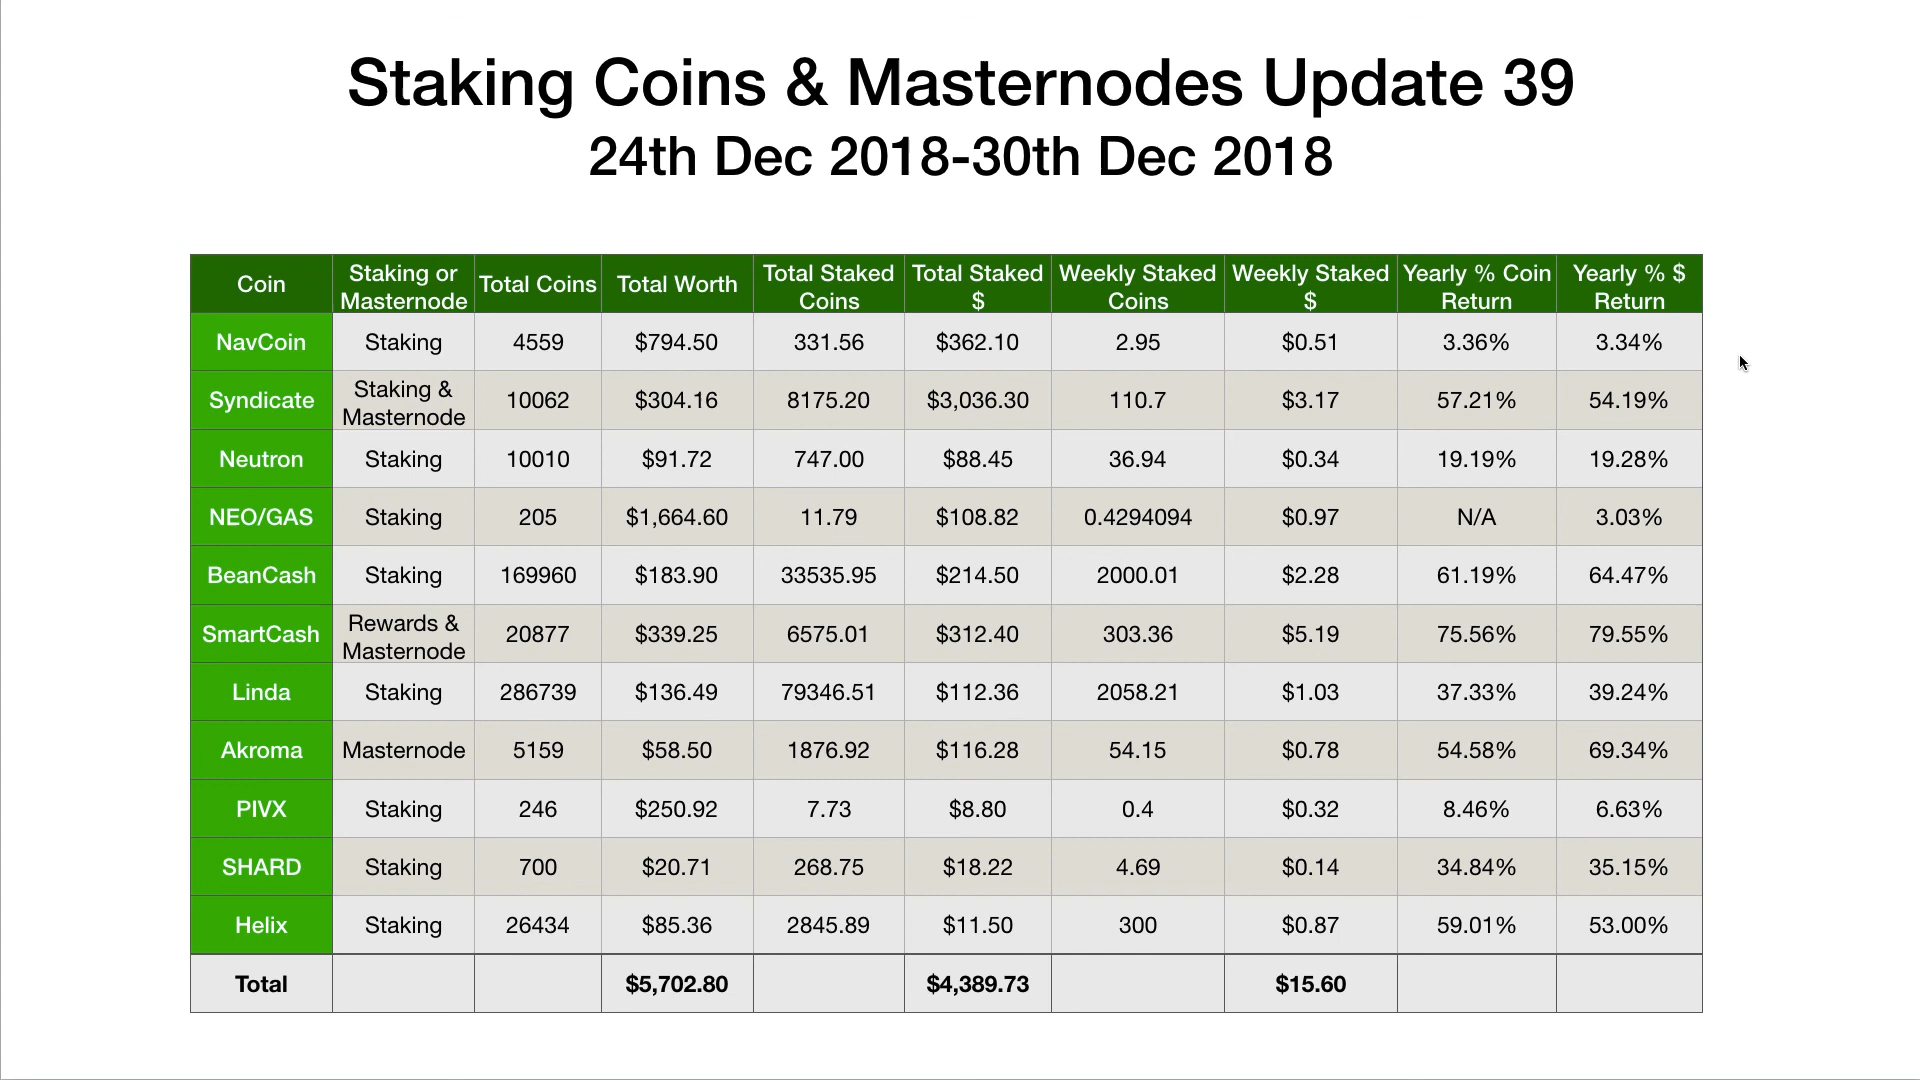 Staking Coins & Masternodes Update 39
24th Dec 2018-30th Dec 2018
Coin Staking or Masternode Total Coins Total Worth Total Staked Coins Total Staked $ Weekly Staked Coins Weekly Staked $ Yearly % Coin Return Yearly % $ Return
NavCoin Staking 4559 $794.50 331.56 $362.10 2.95 $0.51 3.36% 3.34%
Syndicate Staking & Masternode 10062 $304.16 8175.20 $3,036.30 110.7 $3.17 57.21% 54.19%
Neutron Staking 10010 $91.72 747.00 $88.45 36.94 $0.34 19.19% 19.28%
NEO/GAS Staking 205 $1,664.60 11.79 $108.82 0.4294094 $0.97 N/A 3.03%
BeanCash Staking 169960 $183.90 33535.95 $214.50 2000.01 $2.28 61.19% 64.47%
SmartCash Rewards & Masternode 20877 $339.25 6575.01 $312.40 303.36 $5.19 75.56% 79.55%
Linda Staking 286739 $136.49 79346.51 $112.36 2058.21 $1.03 37.33% 39.24%
Akroma Masternode 5159 $58.50 1876.92 $116.28 54.15 $0.78 54.58% 69.34%
PIVX Staking 246 $250.92 7.73 $8.80 0.4 $0.32 8.46% 6.63%
SHARD Staking 700 $20.71 268.75 $18.22 4.69 $0.14 34.84% 35.15%
Helix Staking 26434 $85.36 2845.89 $11.50 300 $0.87 59.01% 53.00%
Total $5,702.80 $4,389.73 $15.60